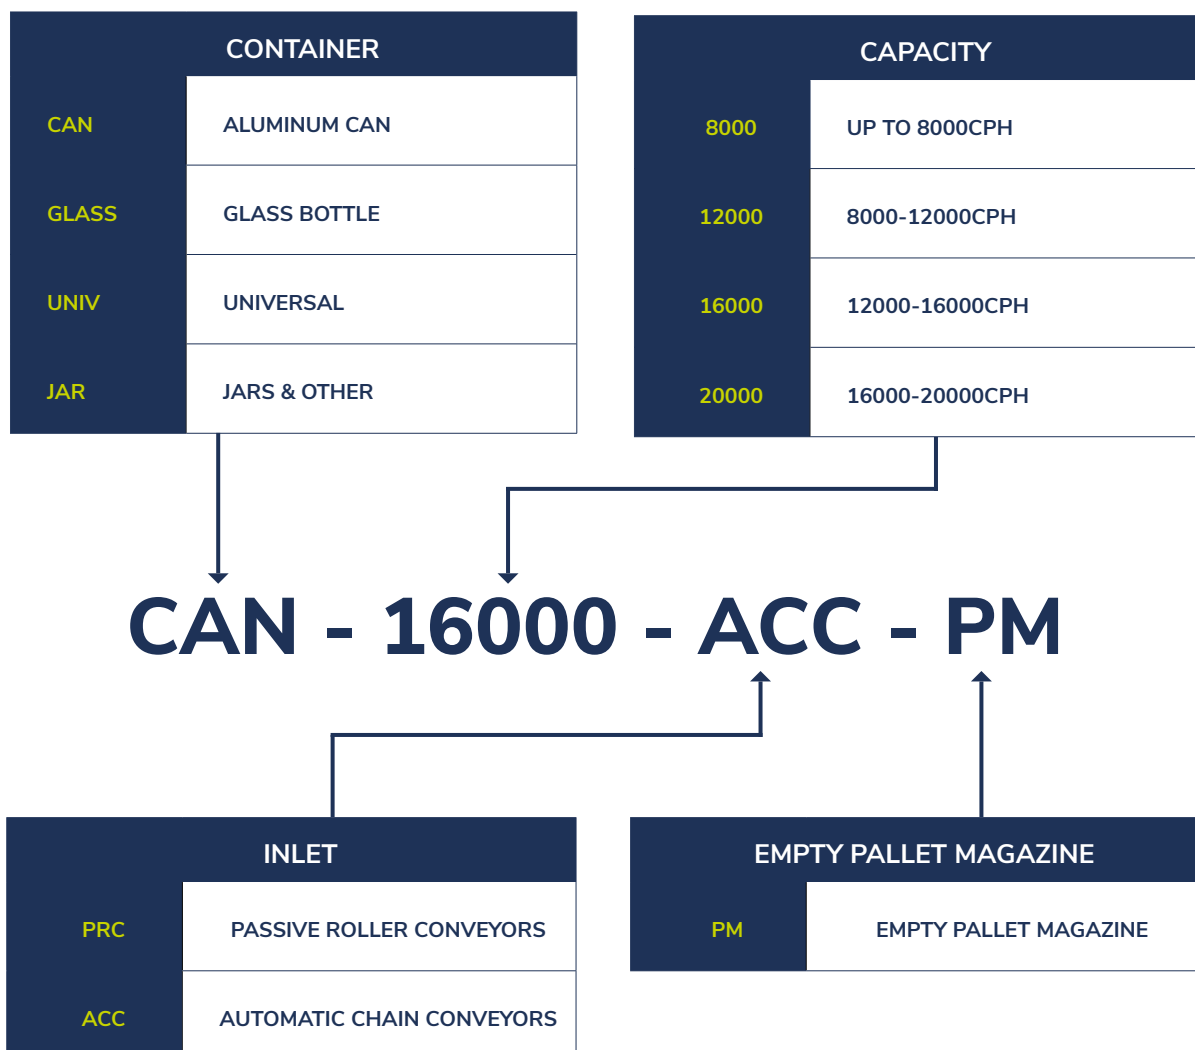 CONTAINER
CAN ALUMINUM CAN
GLASS GLASS BOTTLE
UNIV UNIVERSAL
JAR JARS & OTHER
CAPACITY
8000 UP TO 8000CPH
12000 8000-12000CPH
16000 12000-16000CPH
20000 16000-20000CPH
CAN - 16000 - ACC - PM
INLET
PRC PASSIVE ROLLER CONVEYORS
ACC AUTOMATIC CHAIN CONVEYORS
EMPTY PALLET MAGAZINE
PM EMPTY PALLET MAGAZINE